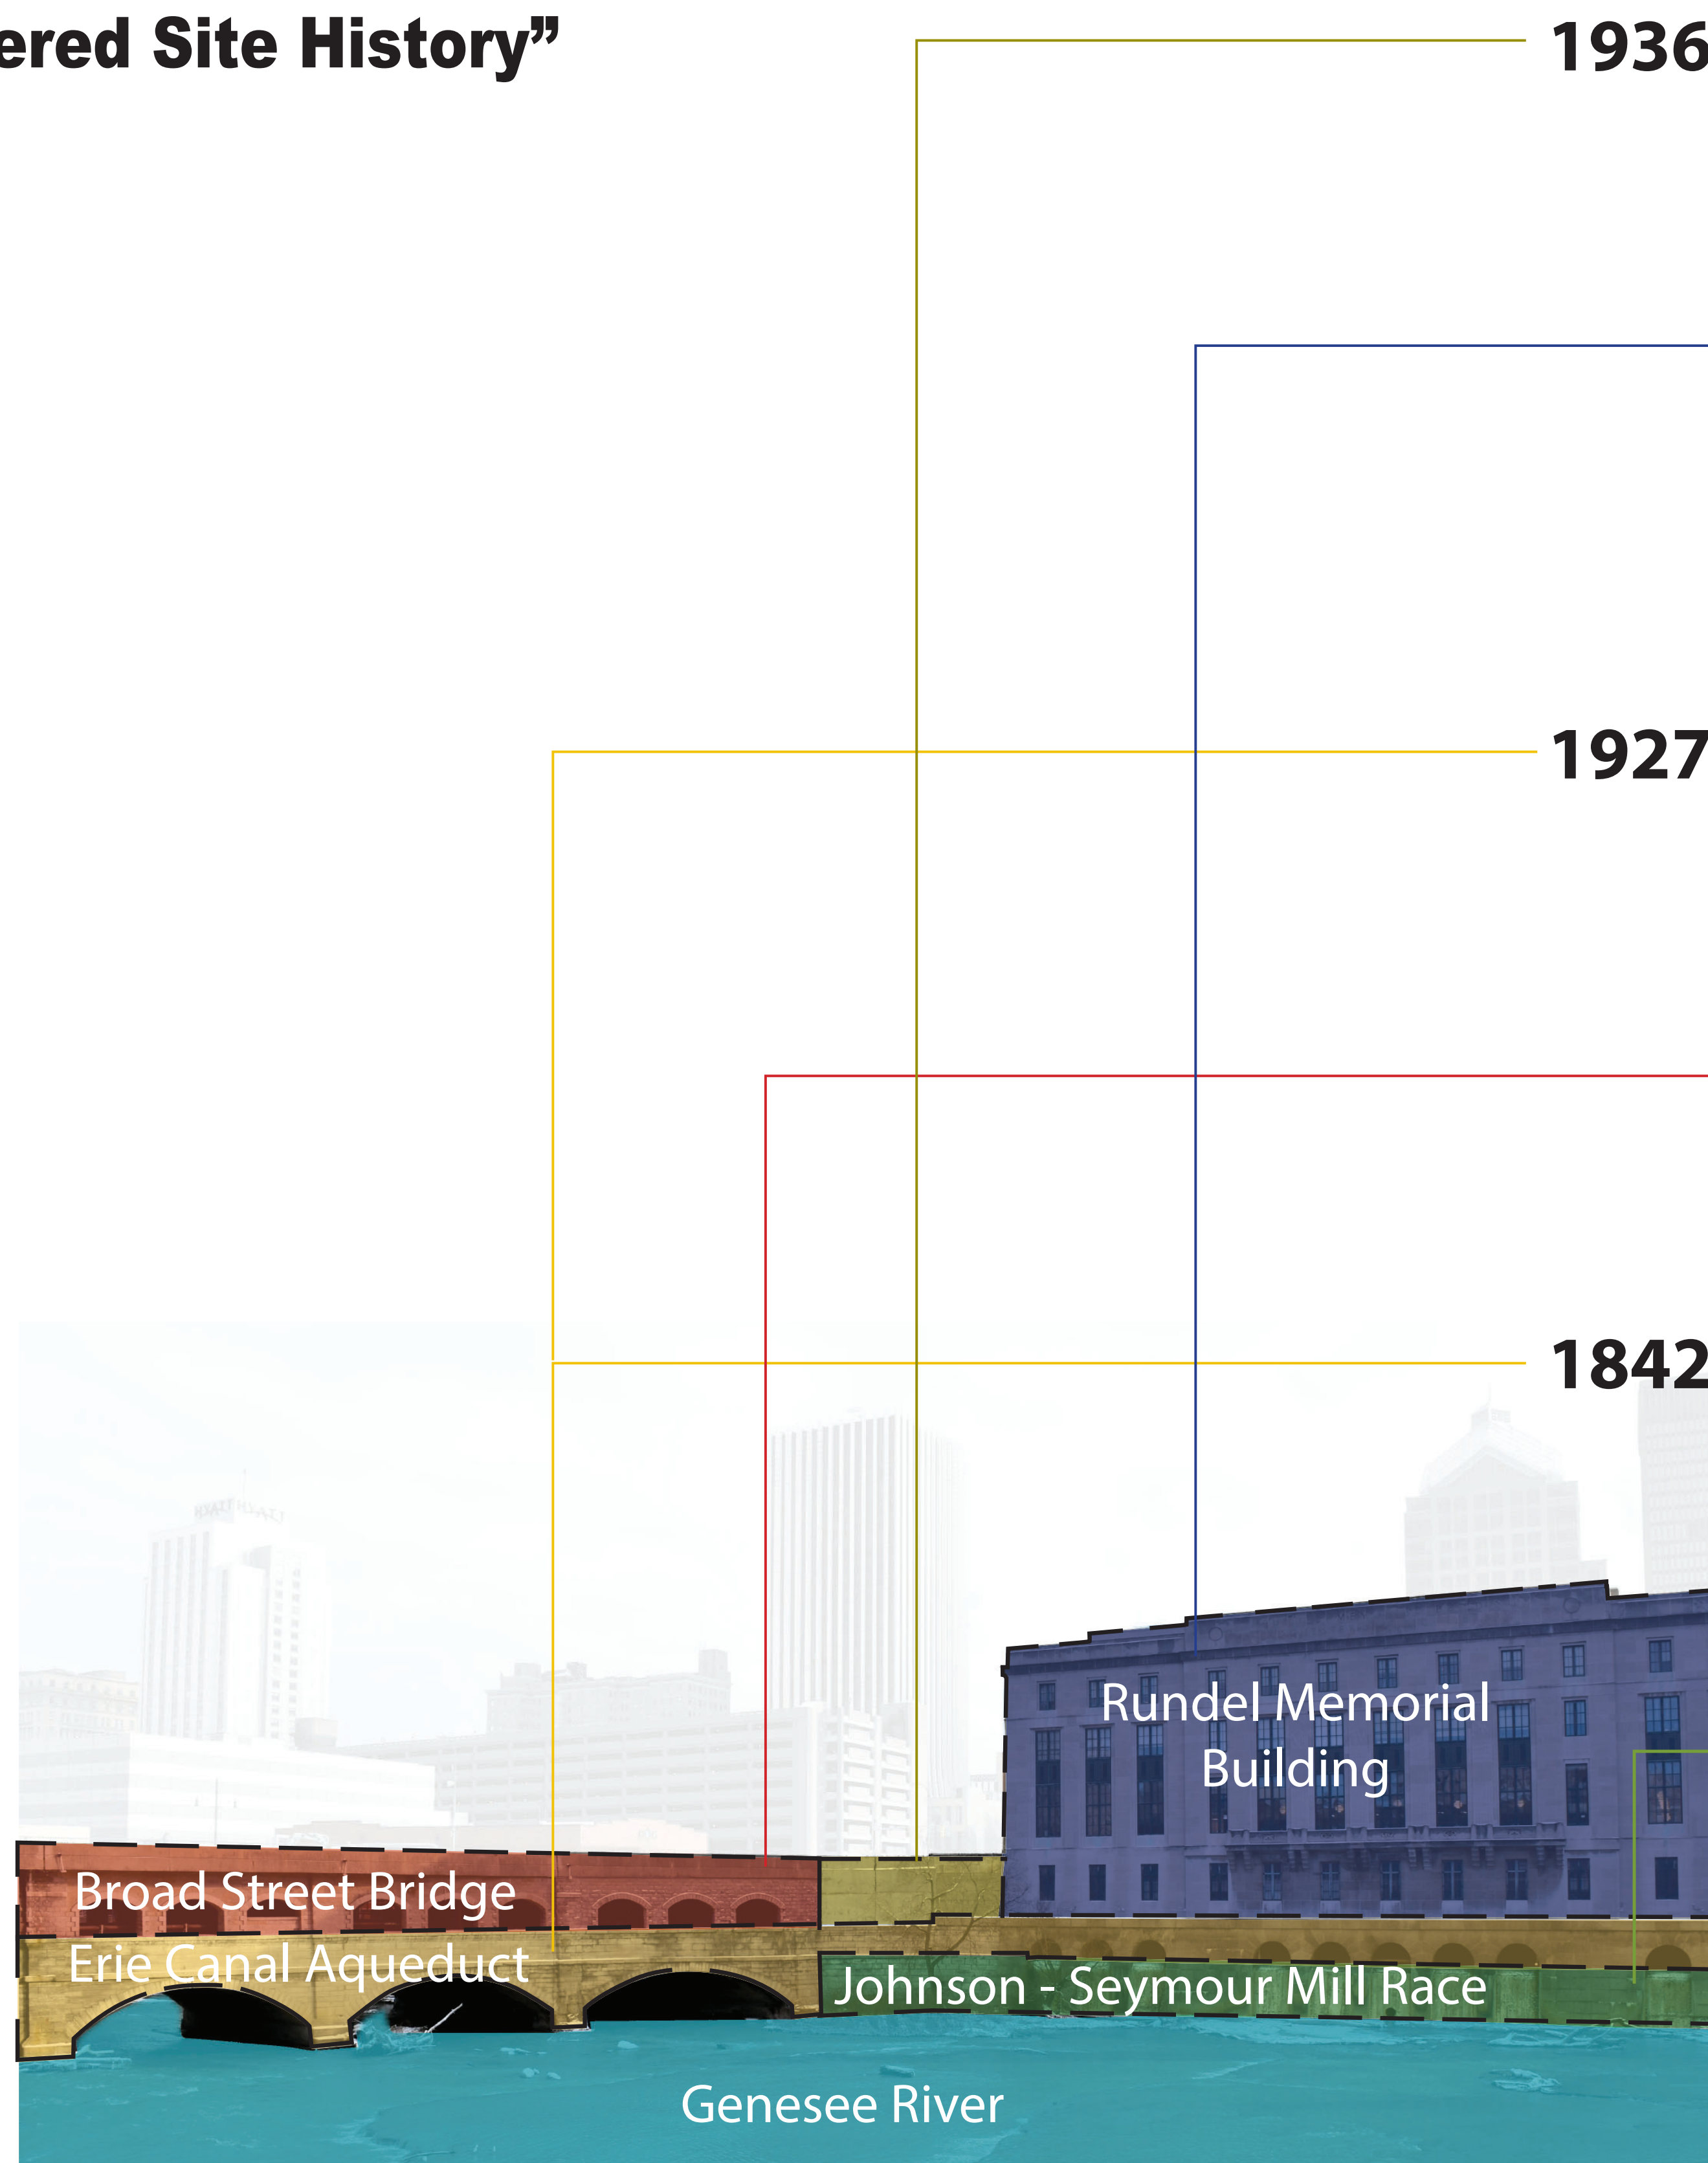 ered Site History”
1936
1927
1842
Rundel Memorial
Building
Broad Street Bridge
Erie Canal Aqueduct
Johnson - Seymour Mill Race
Genesee River